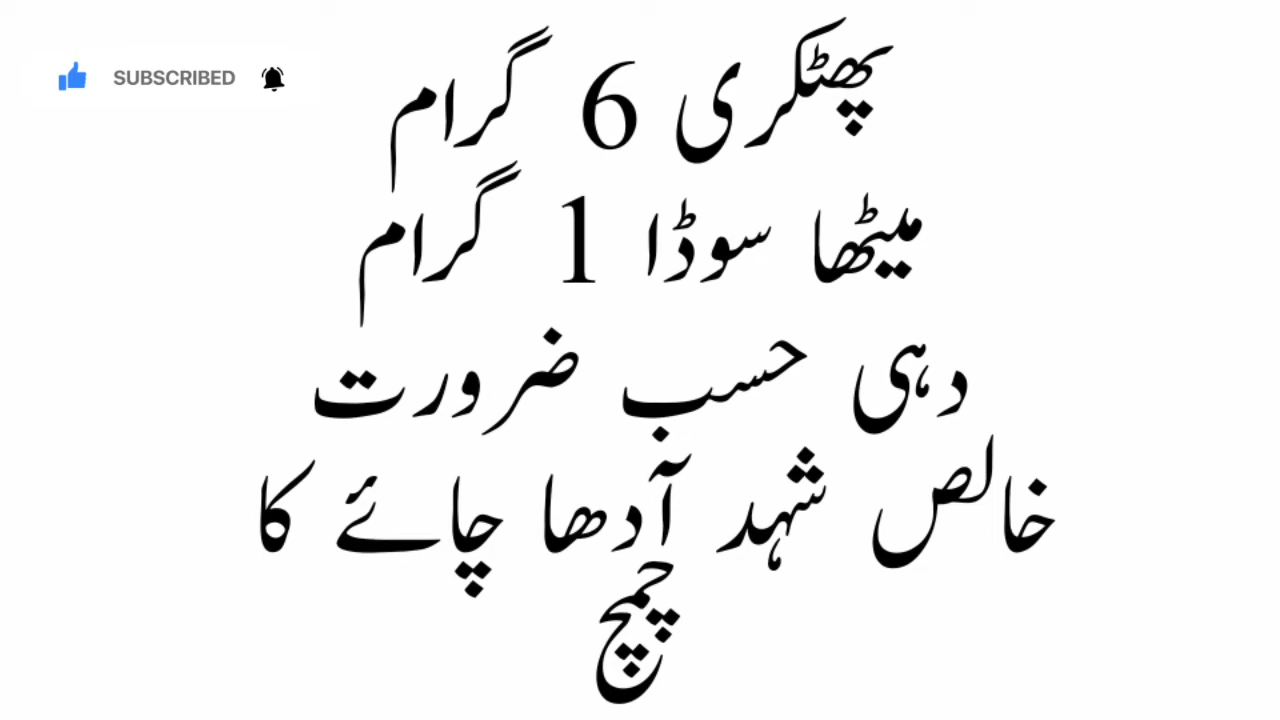 SUBSCRIBED
پھٹکری 6 گرام
میٹھا سوڈا 1 گرام
دہی حسب ضرورت
خالص شہد آدھا چائے کا
چمچ